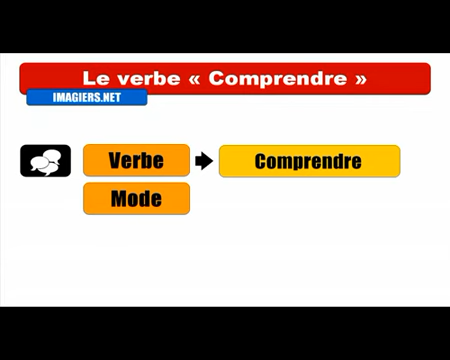 Le verbe « Comprendre »
IMAGIERS.NET
Verbe Comprendre
Mode